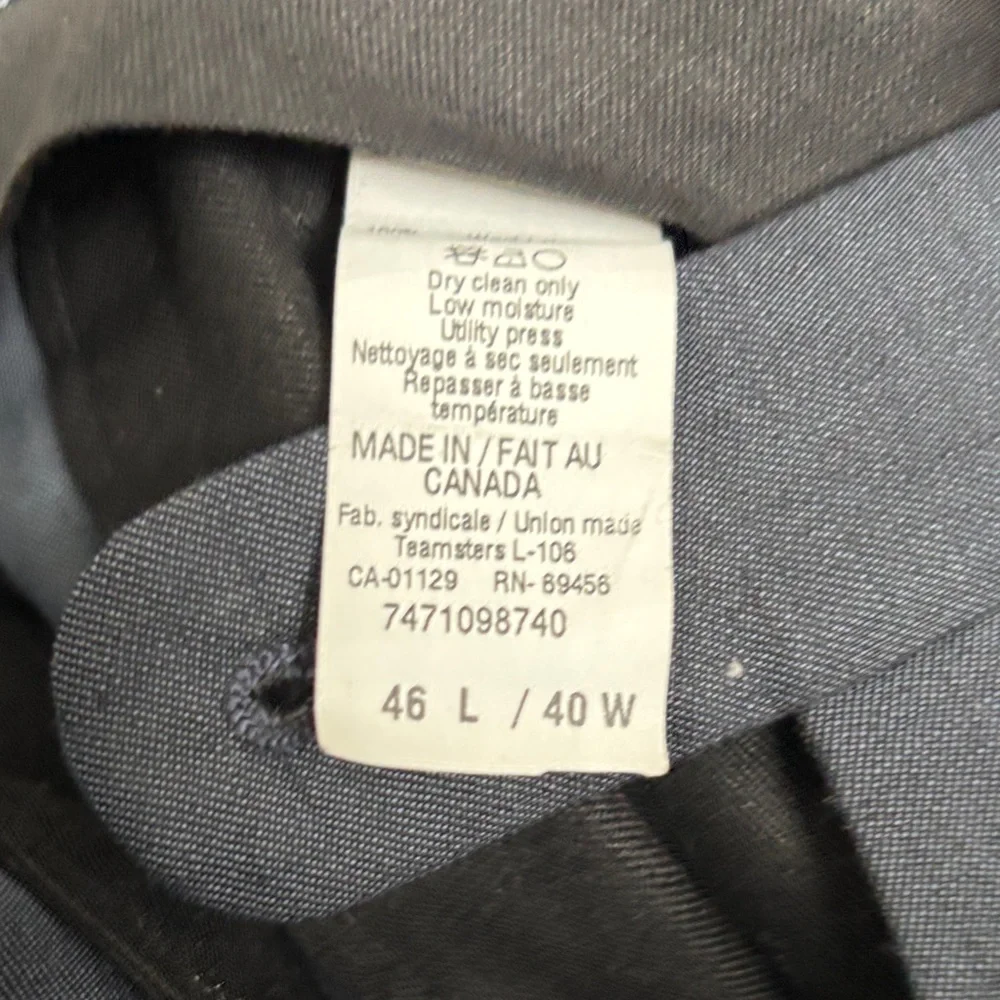 Dry clean only
Low moisture
Utility press
Nettoyage à sec seulement
Repasser à basse
température
MADE IN / FAIT AU
CANADA
Fab. syndicale / Union made
Teamsters L-106
CA-01129 RN- 69456
7471098740
46 L / 40 W